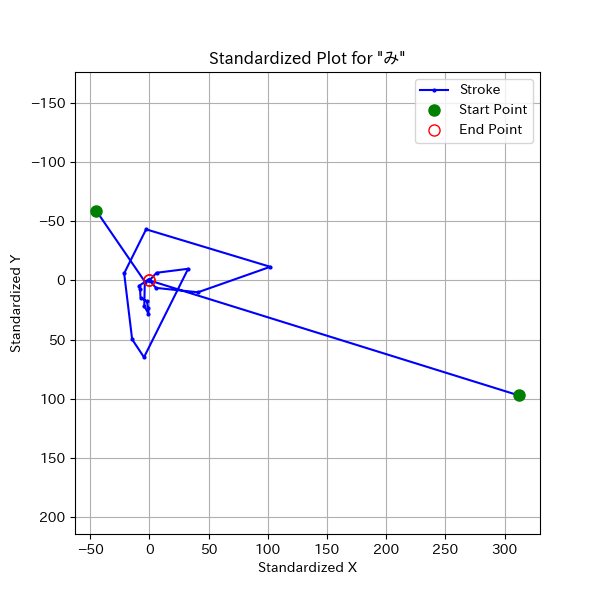 Standardized Plot for "み"
Stroke
Start Point
End Point
−150
−100
−50
0
50
100
150
200
Standardized Y
−50 0 50 100 150 200 250 300
Standardized X